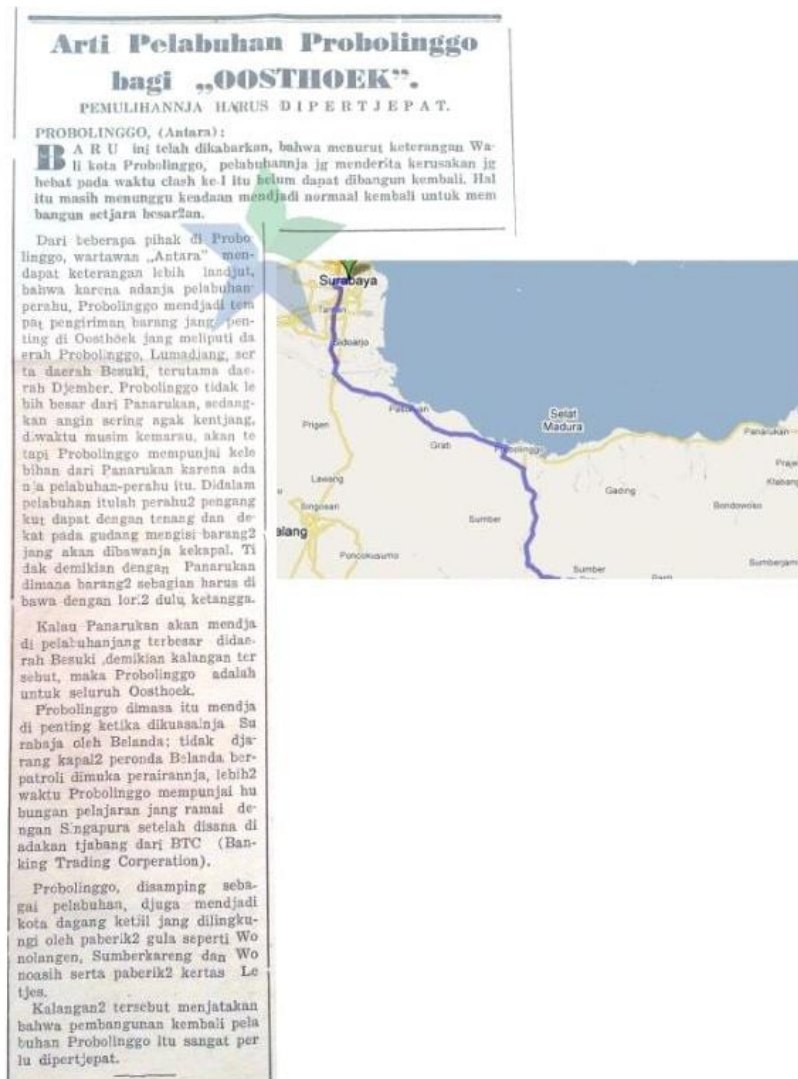 Arti Pelabuhan Probolinggo
bagi „OOSTHOEK”.
PEMULIHANNJA HARUS DIPERTJEPAT.
PROBOLINGGO, (Antara):
BARU ini telah dikabarkan, bahwa menurut keterangan Wa-
li kota Probolinggo, pelabuhannja jg menderita kerusakan jg
hebat pada waktu clash ke-I itu belum dapat dibangun kembali. Hal
itu masih menunggu keadaan mendjadi normaal kembali untuk mem
bangun setjara besar2an.
Dari beberapa pihak di Probo-
linggo, wartawan „Antara” men-
dapat keterangan lebih landjut,
bahwa karena adanja pelabuhan-
perahu, Probolinggo mendjadi tem
pat pengiriman barang jang pen-
ting di Oosthoek jang meliputi da
erah Probolinggo, Lumadjang, ser
ta daerah Besuki, terutama dae-
rah Djember. Probolinggo tidak le
bih besar dari Panarukan, sedang-
kan angin sering agak kentjang,
diwaktu musim kemarau, akan te
tapi Probolinggo mempunjai kele
bihan dari Panarukan karena ada
nja pelabuhan-perahu itu. Didalam
pelabuhan itulah perahu2 pengang
kut dapat dengan tenang dan de-
kat pada gudang mengisi barang2
jang akan dibawanja kekapal. Ti
dak demikian dengan Panarukan
dimana barang2 sebagian harus di
bawa dengan lori2 dulu ketangga.
Kalau Panarukan akan mendja
di pelabuhanjang terbesar didae-
rah Besuki ,demikian kalangan ter
sebut, maka Probolinggo adalah
untuk seluruh Oosthoek.
Probolinggo dimasa itu mendja
di penting ketika dikuasainja Su
rabaja oleh Belanda; tidak dja-
rang kapal2 peronda Belanda ber-
patroli dimuka perairannja, lebih2
waktu Probolinggo mempunjai hu
bungan pelajaran jang ramai de-
ngan Singapura setelah disana di
adakan tjabang dari BTC (Ban-
king Trading Corperation).
Probolinggo, disamping seba-
gai pelabuhan, djuga mendjadi
kota dagang ketjil jang dilingku-
ngi oleh paberik2 gula seperti Wo
nolangen, Sumberkareng dan Wo
noasih serta paberik2 kertas Le
tjes.
Kalangan2 tersebut menjatakan
bahwa pembangunan kembali pela
buhan Probolinggo itu sangat per
lu dipertjepat.
Surabaya
Taman
Sidoarjo
Pasuruan
Selat
Madura
Prigen
Grati
Probolinggo
Panarukan
Lawang
Gading
Praje
Klabang
Singosari
Bondowoso
Sumber
alang
Poncokusumo
Sumber
Sumberjam